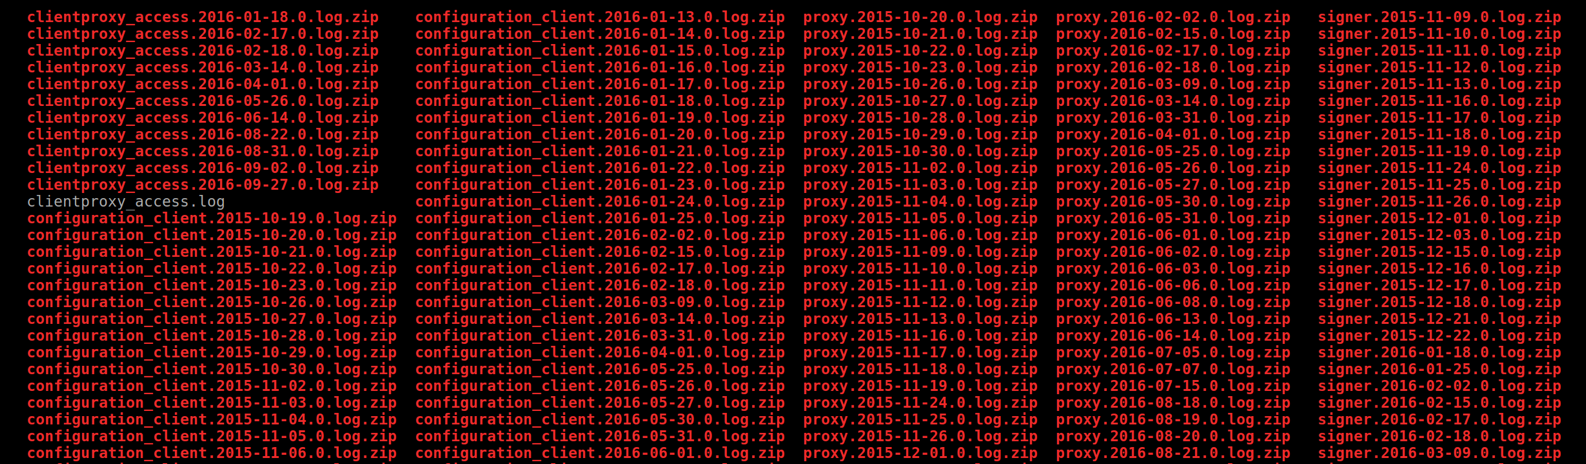 clientproxy_access.2016-01-18.0.log.zip configuration_client.2016-01-13.0.log.zip proxy.2015-10-20.0.log.zip proxy.2016-02-02.0.log.zip signer.2015-11-09.0.log.zip
clientproxy_access.2016-02-17.0.log.zip configuration_client.2016-01-14.0.log.zip proxy.2015-10-21.0.log.zip proxy.2016-02-15.0.log.zip signer.2015-11-10.0.log.zip
clientproxy_access.2016-02-18.0.log.zip configuration_client.2016-01-15.0.log.zip proxy.2015-10-22.0.log.zip proxy.2016-02-17.0.log.zip signer.2015-11-11.0.log.zip
clientproxy_access.2016-03-14.0.log.zip configuration_client.2016-01-16.0.log.zip proxy.2015-10-23.0.log.zip proxy.2016-02-18.0.log.zip signer.2015-11-12.0.log.zip
clientproxy_access.2016-04-01.0.log.zip configuration_client.2016-01-17.0.log.zip proxy.2015-10-26.0.log.zip proxy.2016-03-09.0.log.zip signer.2015-11-13.0.log.zip
clientproxy_access.2016-05-26.0.log.zip configuration_client.2016-01-18.0.log.zip proxy.2015-10-27.0.log.zip proxy.2016-03-14.0.log.zip signer.2015-11-16.0.log.zip
clientproxy_access.2016-06-14.0.log.zip configuration_client.2016-01-19.0.log.zip proxy.2015-10-28.0.log.zip proxy.2016-03-31.0.log.zip signer.2015-11-17.0.log.zip
clientproxy_access.2016-08-22.0.log.zip configuration_client.2016-01-20.0.log.zip proxy.2015-10-29.0.log.zip proxy.2016-04-01.0.log.zip signer.2015-11-18.0.log.zip
clientproxy_access.2016-08-31.0.log.zip configuration_client.2016-01-21.0.log.zip proxy.2015-10-30.0.log.zip proxy.2016-05-25.0.log.zip signer.2015-11-19.0.log.zip
clientproxy_access.2016-09-02.0.log.zip configuration_client.2016-01-22.0.log.zip proxy.2015-11-02.0.log.zip proxy.2016-05-26.0.log.zip signer.2015-11-24.0.log.zip
clientproxy_access.2016-09-27.0.log.zip configuration_client.2016-01-23.0.log.zip proxy.2015-11-03.0.log.zip proxy.2016-05-27.0.log.zip signer.2015-11-25.0.log.zip
clientproxy_access.log configuration_client.2016-01-24.0.log.zip proxy.2015-11-04.0.log.zip proxy.2016-05-30.0.log.zip signer.2015-11-26.0.log.zip
configuration_client.2015-10-19.0.log.zip configuration_client.2016-01-25.0.log.zip proxy.2015-11-05.0.log.zip proxy.2016-05-31.0.log.zip signer.2015-12-01.0.log.zip
configuration_client.2015-10-20.0.log.zip configuration_client.2016-02-02.0.log.zip proxy.2015-11-06.0.log.zip proxy.2016-06-01.0.log.zip signer.2015-12-03.0.log.zip
configuration_client.2015-10-21.0.log.zip configuration_client.2016-02-15.0.log.zip proxy.2015-11-09.0.log.zip proxy.2016-06-02.0.log.zip signer.2015-12-15.0.log.zip
configuration_client.2015-10-22.0.log.zip configuration_client.2016-02-17.0.log.zip proxy.2015-11-10.0.log.zip proxy.2016-06-03.0.log.zip signer.2015-12-16.0.log.zip
configuration_client.2015-10-23.0.log.zip configuration_client.2016-02-18.0.log.zip proxy.2015-11-11.0.log.zip proxy.2016-06-06.0.log.zip signer.2015-12-17.0.log.zip
configuration_client.2015-10-26.0.log.zip configuration_client.2016-03-09.0.log.zip proxy.2015-11-12.0.log.zip proxy.2016-06-08.0.log.zip signer.2015-12-18.0.log.zip
configuration_client.2015-10-27.0.log.zip configuration_client.2016-03-14.0.log.zip proxy.2015-11-13.0.log.zip proxy.2016-06-13.0.log.zip signer.2015-12-21.0.log.zip
configuration_client.2015-10-28.0.log.zip configuration_client.2016-03-31.0.log.zip proxy.2015-11-16.0.log.zip proxy.2016-06-14.0.log.zip signer.2015-12-22.0.log.zip
configuration_client.2015-10-29.0.log.zip configuration_client.2016-04-01.0.log.zip proxy.2015-11-17.0.log.zip proxy.2016-07-05.0.log.zip signer.2016-01-18.0.log.zip
configuration_client.2015-10-30.0.log.zip configuration_client.2016-05-25.0.log.zip proxy.2015-11-18.0.log.zip proxy.2016-07-07.0.log.zip signer.2016-01-25.0.log.zip
configuration_client.2015-11-02.0.log.zip configuration_client.2016-05-26.0.log.zip proxy.2015-11-19.0.log.zip proxy.2016-07-15.0.log.zip signer.2016-02-02.0.log.zip
configuration_client.2015-11-03.0.log.zip configuration_client.2016-05-27.0.log.zip proxy.2015-11-24.0.log.zip proxy.2016-08-18.0.log.zip signer.2016-02-15.0.log.zip
configuration_client.2015-11-04.0.log.zip configuration_client.2016-05-30.0.log.zip proxy.2015-11-25.0.log.zip proxy.2016-08-19.0.log.zip signer.2016-02-17.0.log.zip
configuration_client.2015-11-05.0.log.zip configuration_client.2016-05-31.0.log.zip proxy.2015-11-26.0.log.zip proxy.2016-08-20.0.log.zip signer.2016-02-18.0.log.zip
configuration_client.2015-11-06.0.log.zip configuration_client.2016-06-01.0.log.zip proxy.2015-12-01.0.log.zip proxy.2016-08-21.0.log.zip signer.2016-03-09.0.log.zip